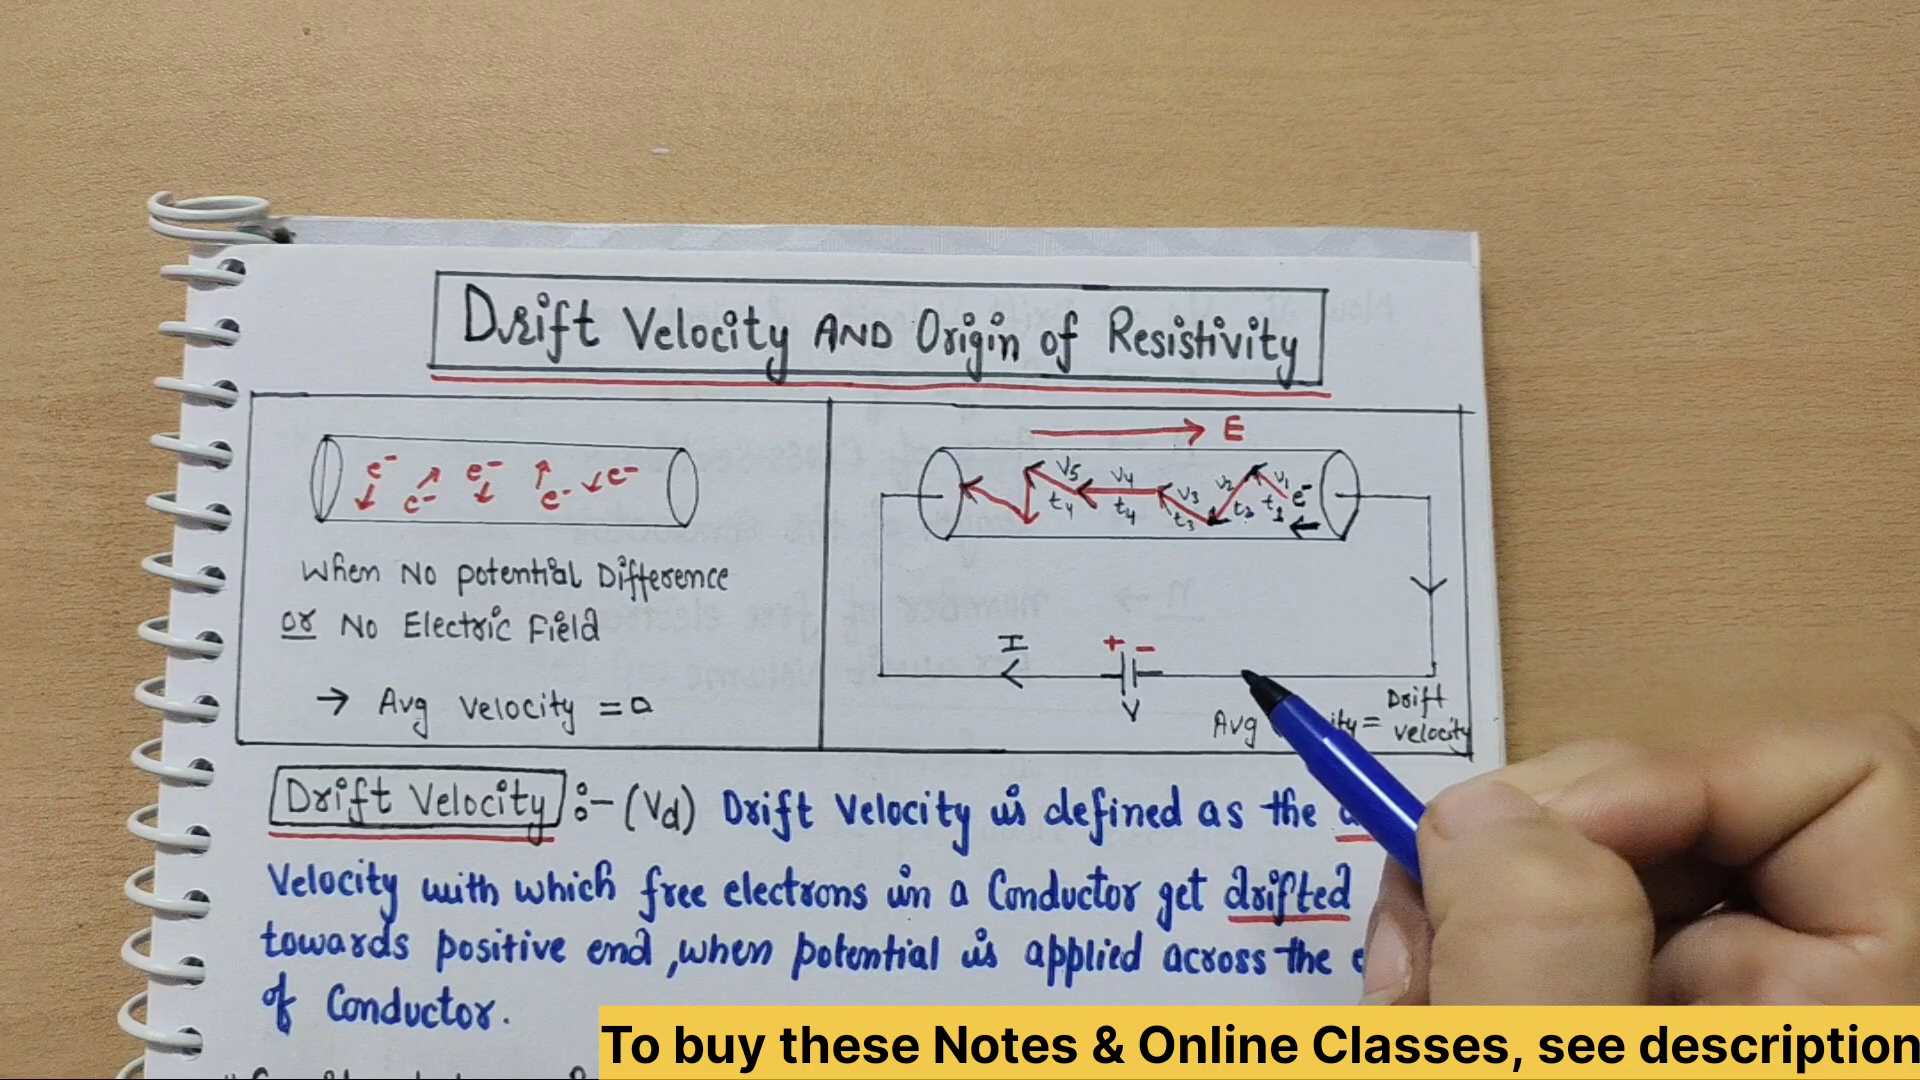 Drift Velocity AND Origin of Resistivity
e⁻ e⁻ e⁻ e⁻ e⁻
When No potential Difference
or No Electric Field
→ Avg Velocity = 0
E
V5 V4 V3 V2 V1 e⁻
t4 t4 t3 t2 t1
I + -
V
Avg = Drift Velocity
Drift Velocity :- (Vd) Drift Velocity is defined as the
Velocity with which free electrons in a Conductor get drifted
towards positive end, when potential is applied across the
of Conductor.
To buy these Notes & Online Classes, see description